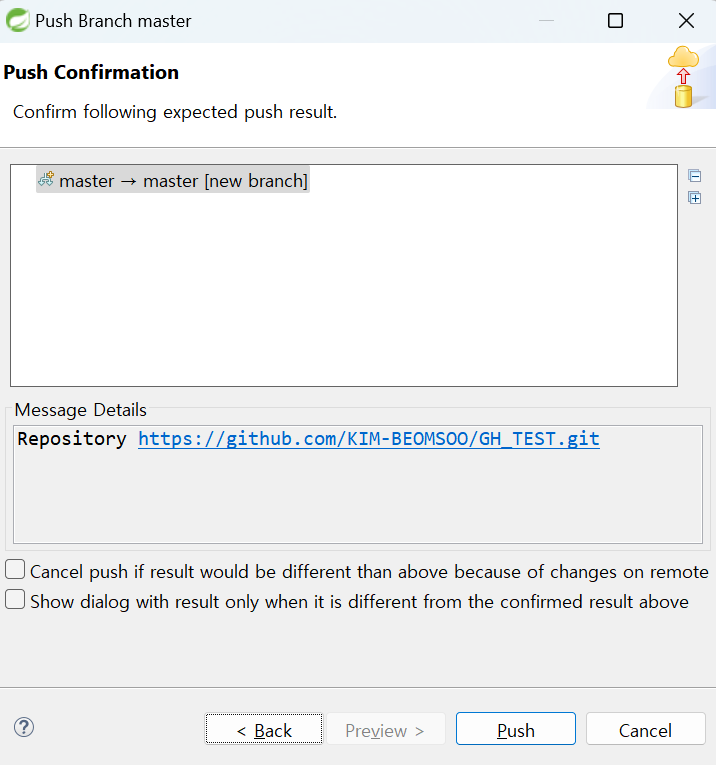 Push Branch master
Push Confirmation
Confirm following expected push result.
master → master [new branch]
Message Details
Repository https://github.com/KIM-BEOMSOO/GH_TEST.git
Cancel push if result would be different than above because of changes on remote
Show dialog with result only when it is different from the confirmed result above
?
< Back
Preview >
Push
Cancel